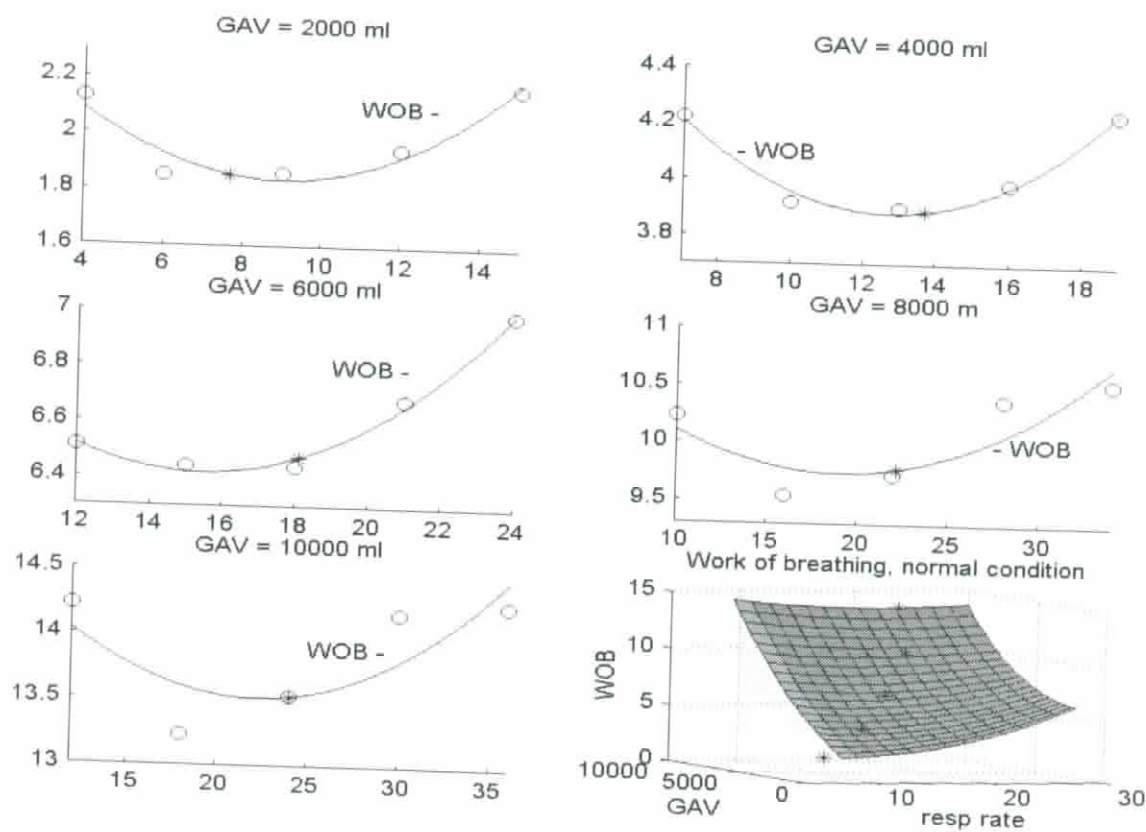 GAV = 2000 ml
2.2
2
1.8
1.6
WOB -
4 6 8 10 12 14
GAV = 4000 ml
4.4
4.2
4
3.8
- WOB
8 10 12 14 16 18
GAV = 6000 ml
7
6.8
6.6
6.4
WOB -
12 14 16 18 20 22 24
GAV = 8000 m
11
10.5
10
9.5
- WOB
10 15 20 25 30
GAV = 10000 ml
14.5
14
13.5
13
WOB -
15 20 25 30 35
Work of breathing, normal condition
15
10
5
0
WOB
10000 5000 0 10 20 30
GAV resp rate